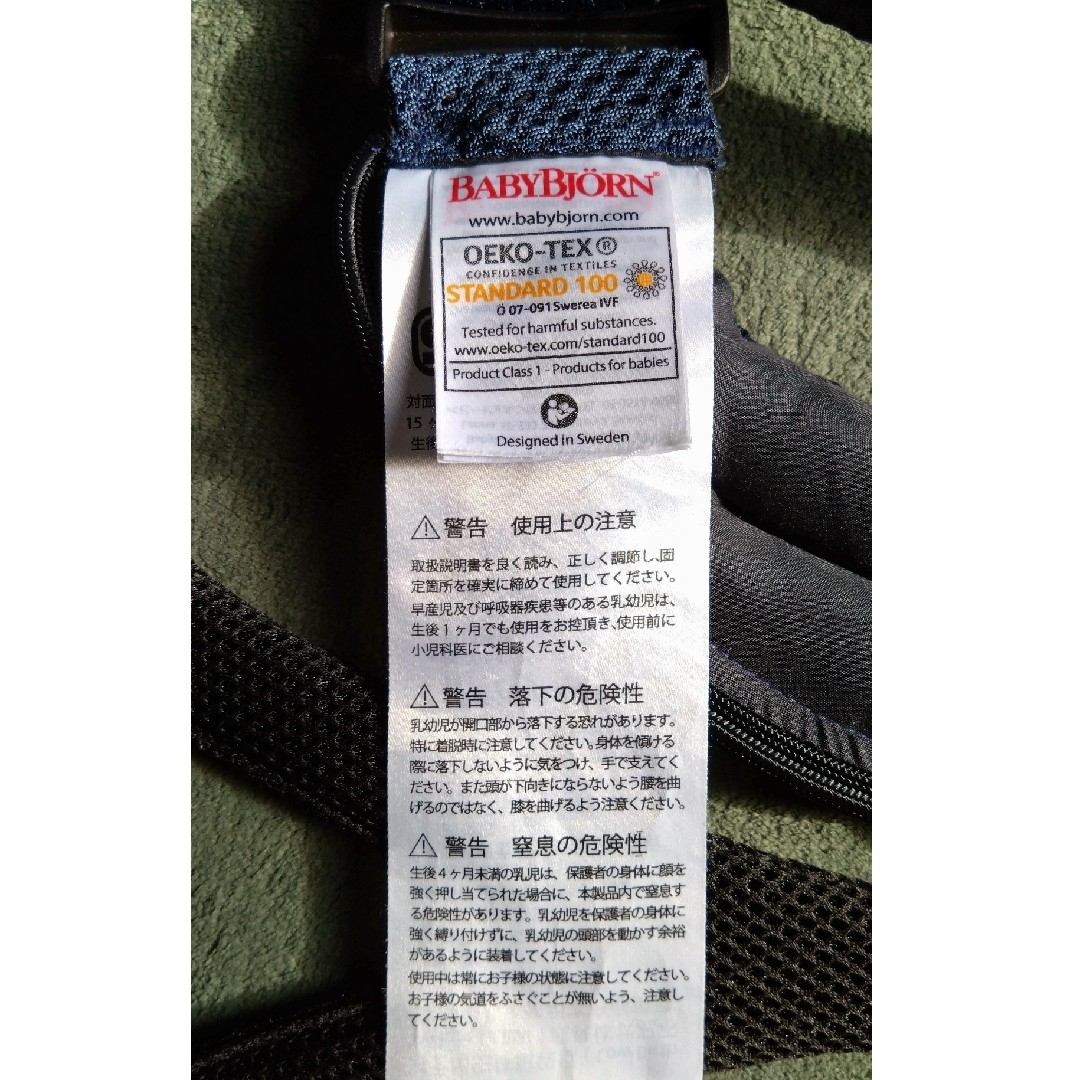 BABYBJÖRN®
www.babybjorn.com
OEKO-TEX®
CONFIDENCE IN TEXTILES
STANDARD 100
Ö 07-091 Swerea IVF
Tested for harmful substances.
www.oeko-tex.com/standard100
Product Class 1 - Products for babies
Designed in Sweden
対面
15
生後
警告 使用上の注意
取扱説明書を良く読み、正しく調節し、固
定箇所を確実に締めて使用してください。
早産児及び呼吸器疾患等のある乳幼児は、
生後1ヶ月でも使用をお控頂き、使用前に
小児科医にご相談ください。
警告 落下の危険性
乳幼児が開口部から落下する恐れがあります。
特に着脱時に注意してください。身体を傾ける
際に落下しないように気をつけ、手で支えてく
ださい。また頭が下向きにならないよう腰を曲
げるのではなく、膝を曲げるよう注意ください。
警告 窒息の危険性
生後4ヶ月未満の乳児は、保護者の身体に顔を
強く押し当てられた場合に、本製品内で窒息す
る危険性があります。乳幼児を保護者の身体に
強く縛り付けずに、乳幼児の頭部を動かす余裕
があるように装着してください。
使用中は常にお子様の状態に注意してください。
お子様の気道をふさぐことが無いよう、注意し
てください。